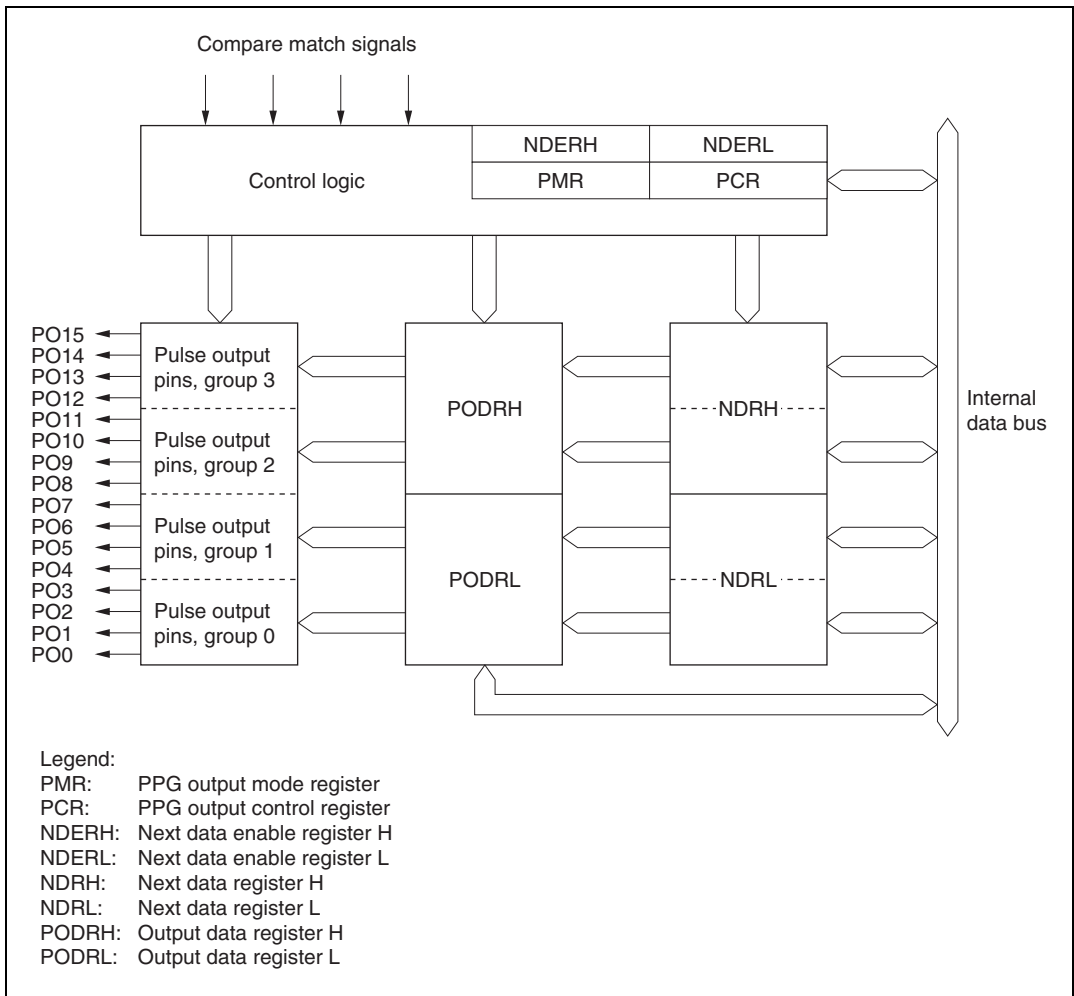 Compare match signals
Control logic
NDERH
NDERL
PMR
PCR
PO15
PO14
PO13
PO12
PO11
PO10
PO9
PO8
PO7
PO6
PO5
PO4
PO3
PO2
PO1
PO0
Pulse output
pins, group 3
Pulse output
pins, group 2
Pulse output
pins, group 1
Pulse output
pins, group 0
PODRH
PODRL
NDRH
NDRL
Internal
data bus
Legend:
PMR: PPG output mode register
PCR: PPG output control register
NDERH: Next data enable register H
NDERL: Next data enable register L
NDRH: Next data register H
NDRL: Next data register L
PODRH: Output data register H
PODRL: Output data register L